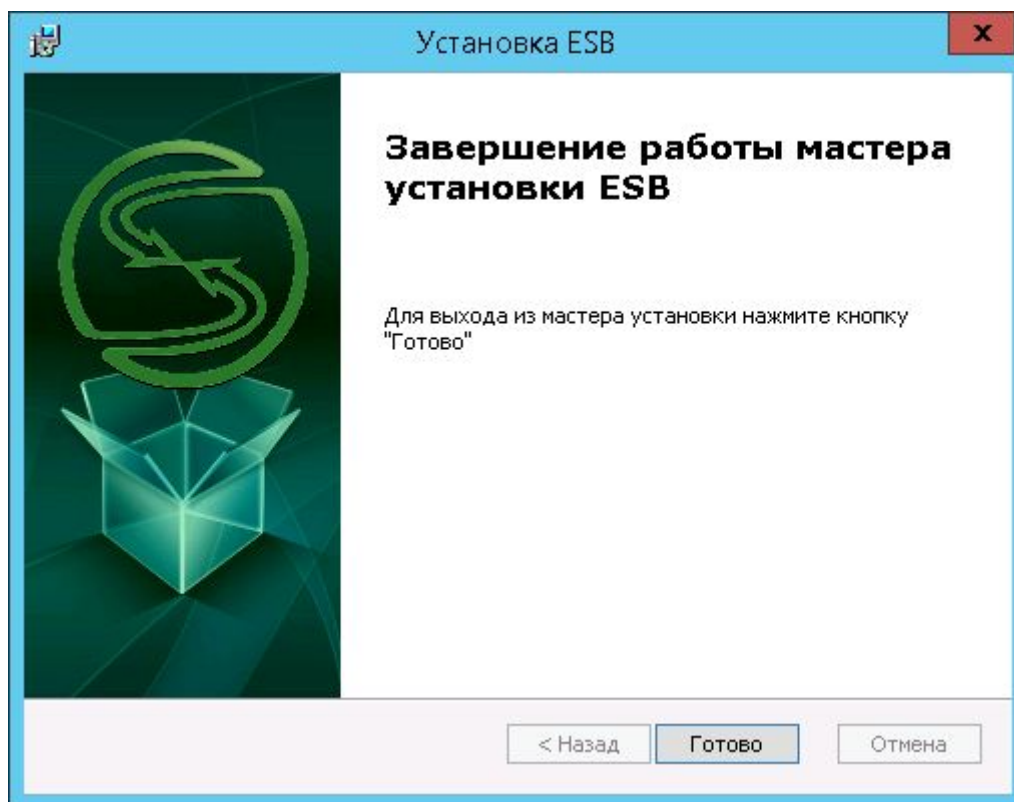 Установка ESB
x
Завершение работы мастера
установки ESB
Для выхода из мастера установки нажмите кнопку
"Готово"
< Назад
Готово
Отмена